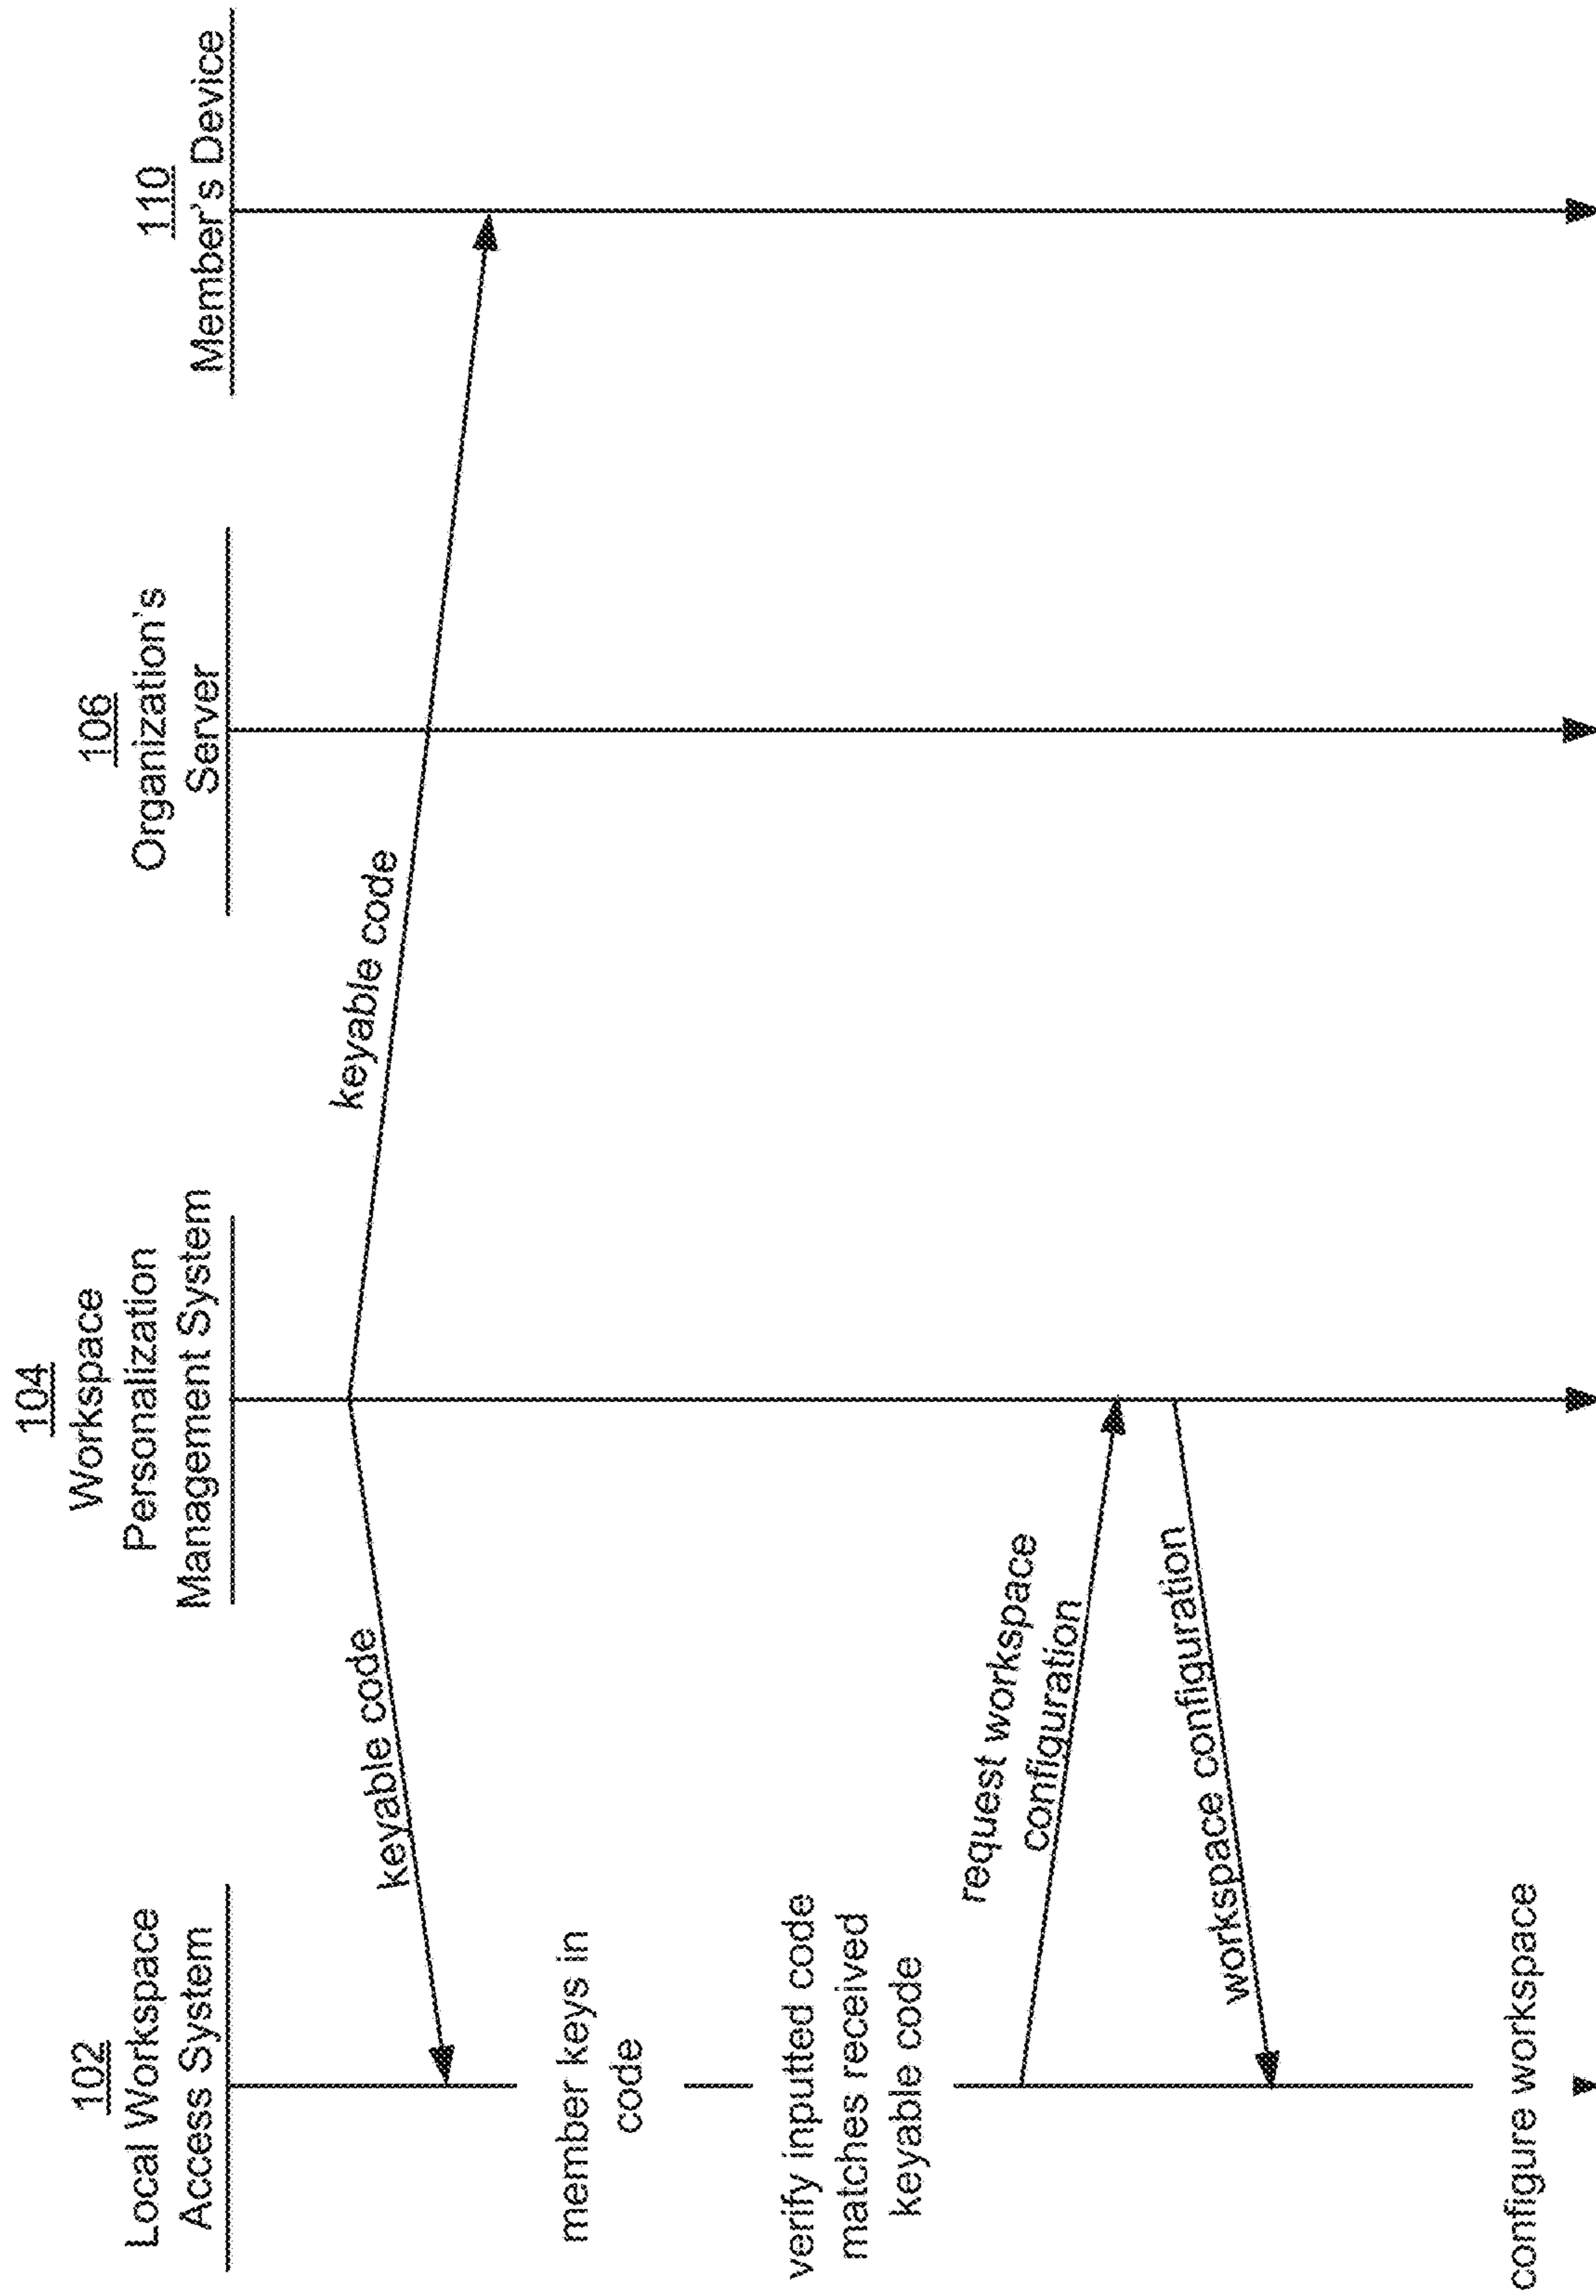 102
Local Workspace
Access System
104
Workspace
Personalization
Management System
106
Organization's
Server
110
Member's Device
keyable code
keyable code
member keys in
code
verify inputted code
matches received
keyable code
request workspace
configuration
workspace configuration
configure workspace